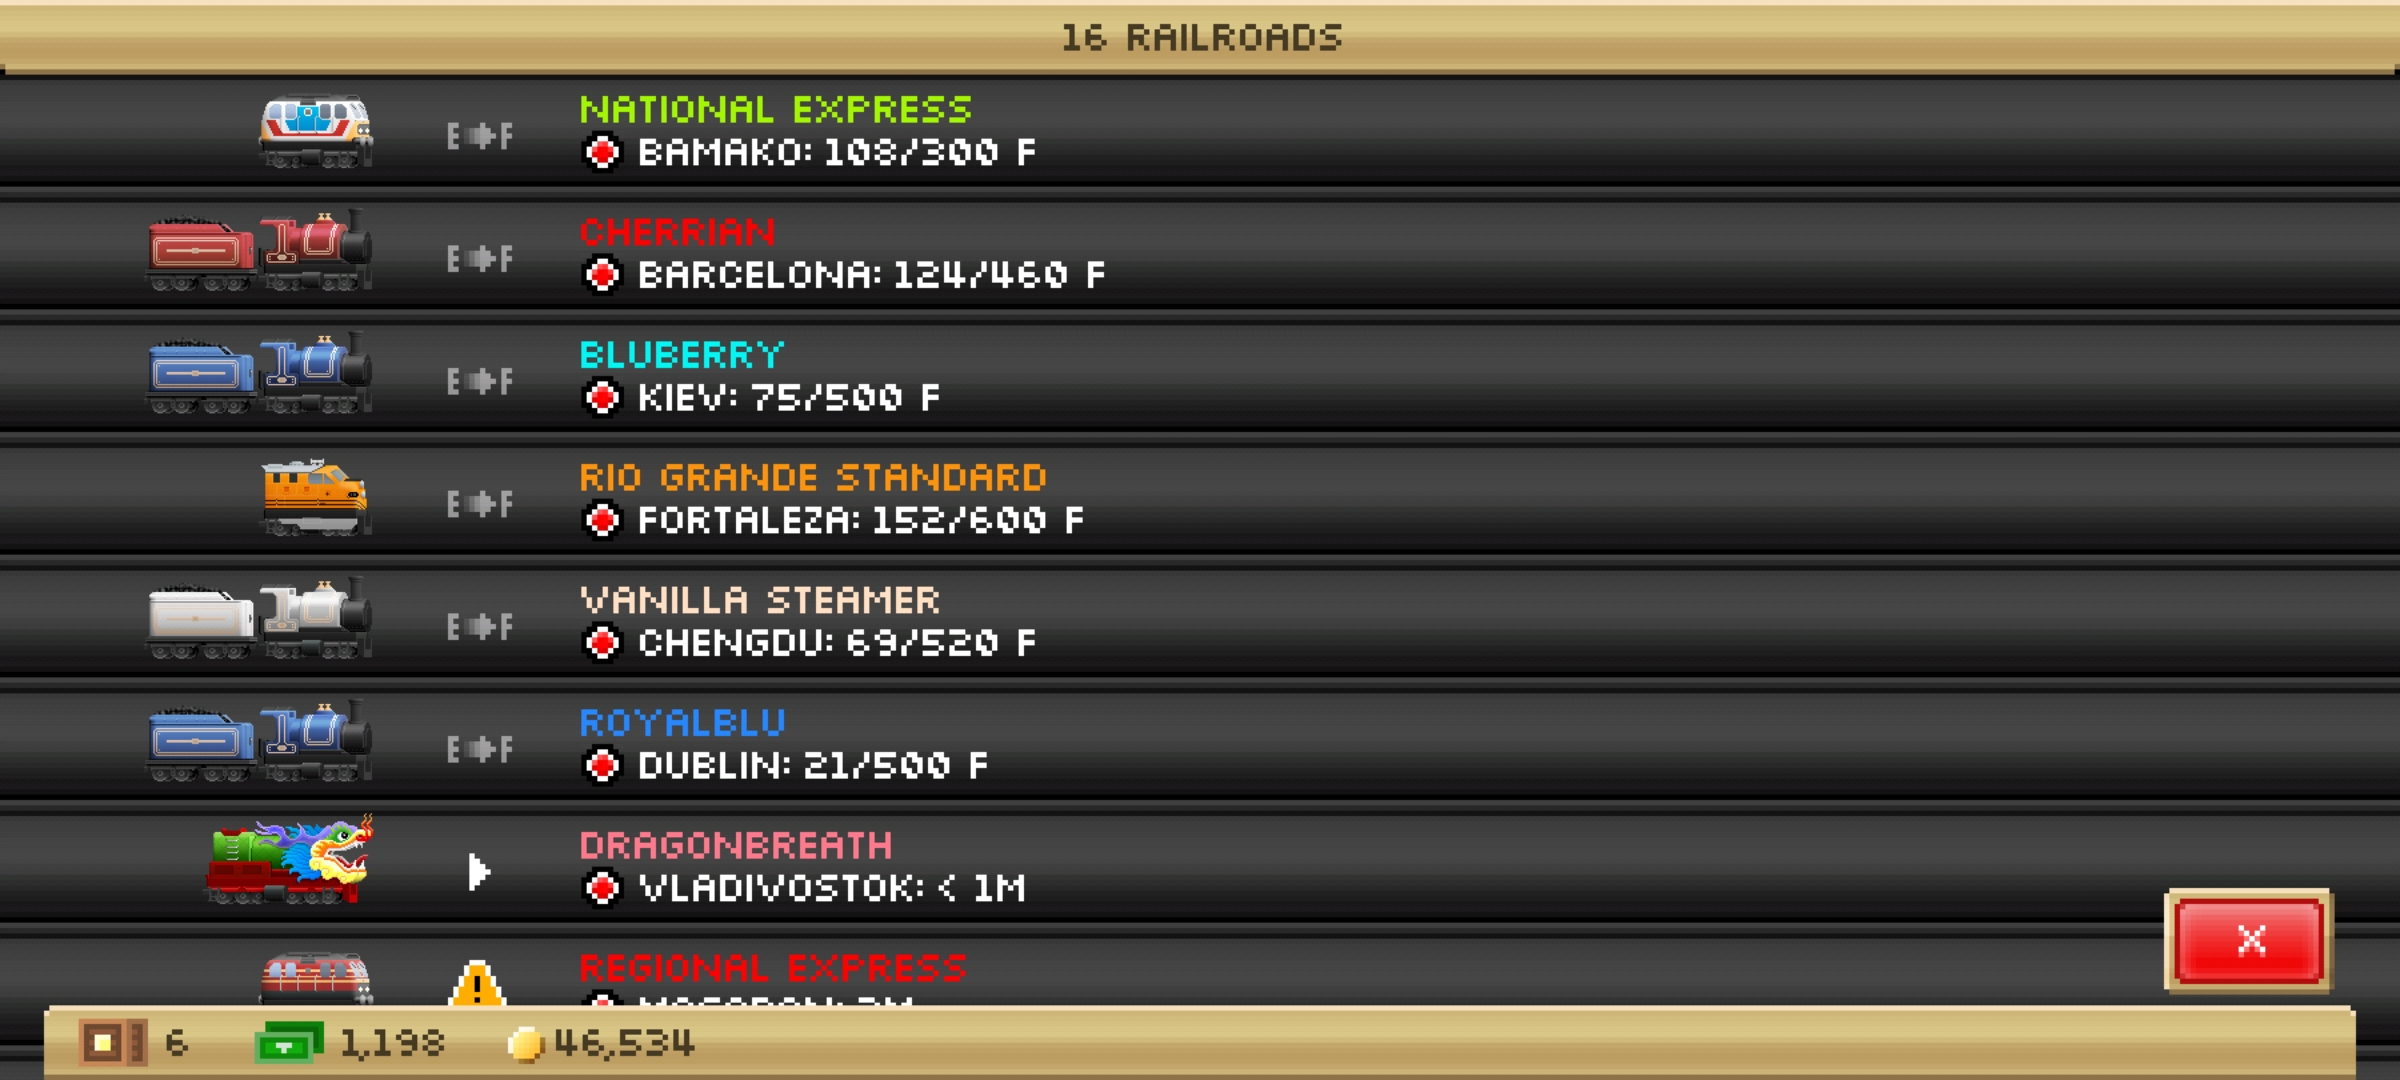 16 RAILROADS
NATIONAL EXPRESS
E F
BAMAKO: 108/300 F
CHERRIAN
E F
BARCELONA: 124/460 F
BLUBERRY
E F
KIEV: 75/500 F
RIO GRANDE STANDARD
E F
FORTALEZA: 152/600 F
VANILLA STEAMER
E F
CHENGDU: 69/520 F
ROYALBLU
E F
DUBLIN: 21/500 F
DRAGONBREATH
VLADIVOSTOK: < 1M
REGIONAL EXPRESS
X
6 1,198 46,534